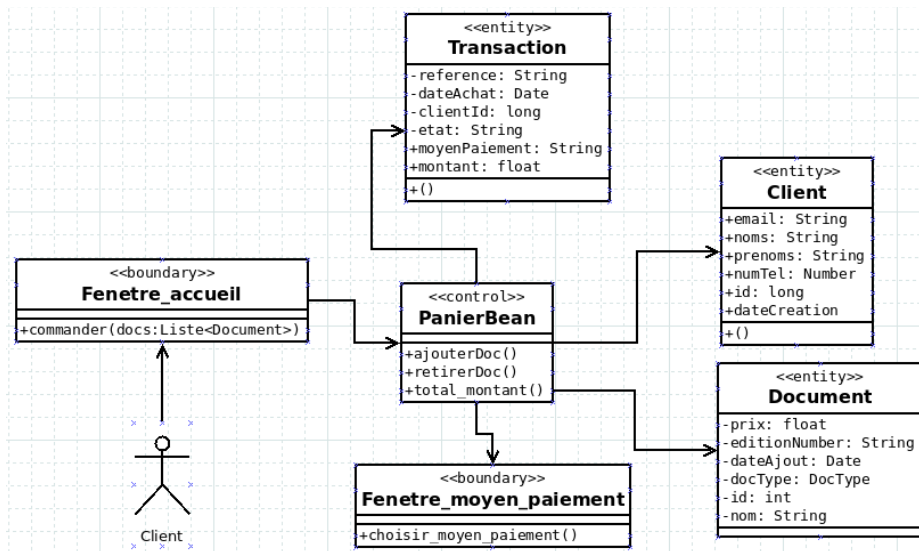 <<entity>>
Transaction
-reference: String
-dateAchat: Date
-clientId: long
-etat: String
+moyenPaiement: String
+montant: float
+()
<<entity>>
Client
+email: String
+noms: String
+prenoms: String
+numTel: Number
+id: long
+dateCreation
+()
<<boundary>>
Fenetre_accueil
+commander(docs:Liste<Document>)
<<control>>
PanierBean
+ajouterDoc()
+retirerDoc()
+total_montant()
<<entity>>
Document
-prix: float
-editionNumber: String
-dateAjout: Date
-docType: DocType
-id: int
-nom: String
<<boundary>>
Fenetre_moyen_paiement
+choisir_moyen_paiement()
Client